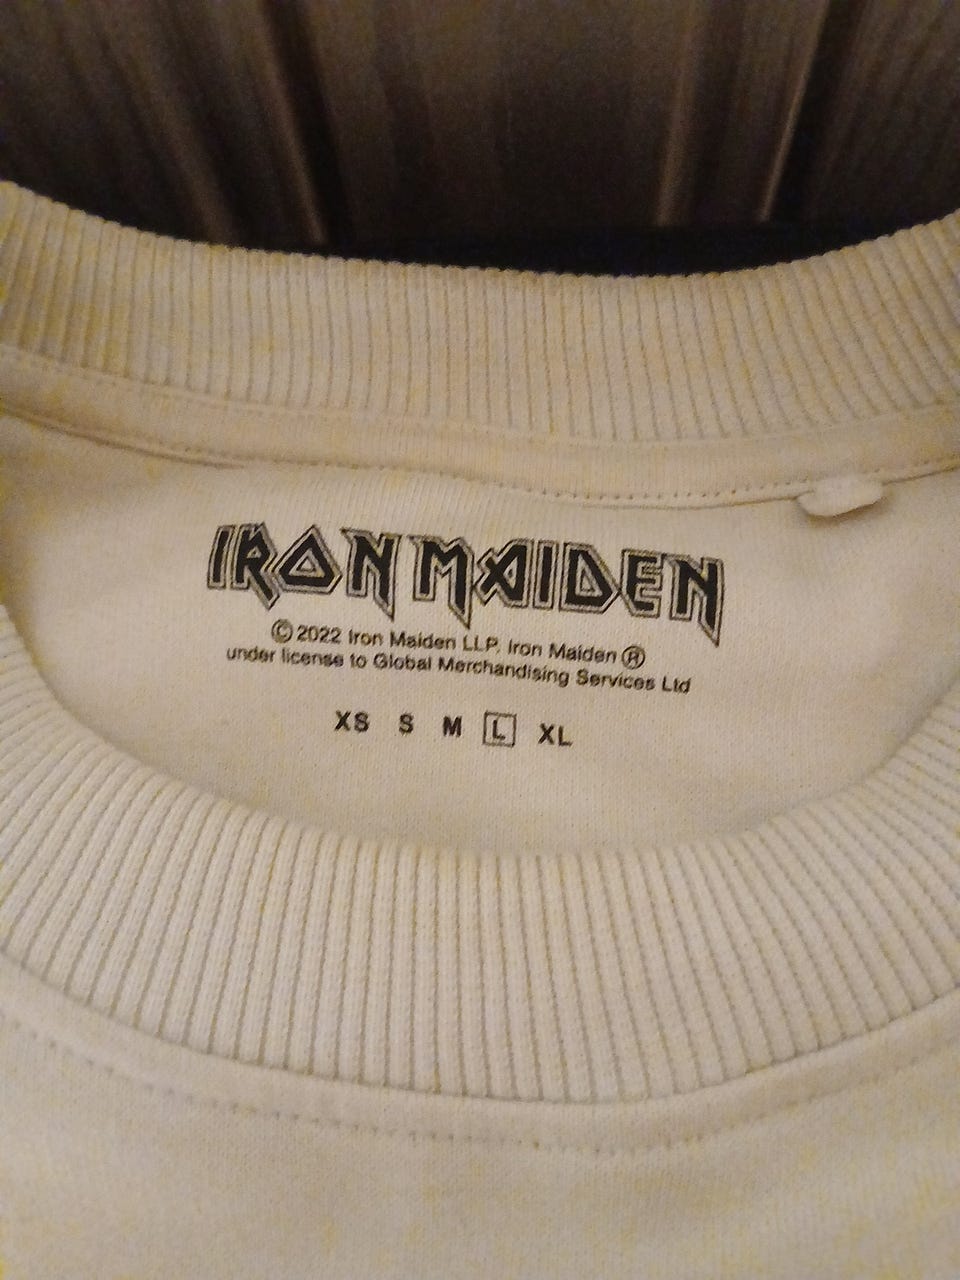 IRON MAIDEN
© 2022 Iron Maiden LLP. Iron Maiden ®
under license to Global Merchandising Services Ltd
XS S M L XL